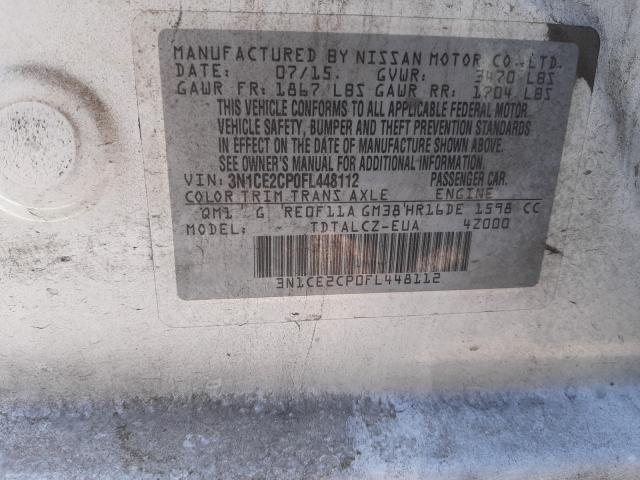 MANUFACTURED BY NISSAN MOTOR CO.,LTD.
DATE: 07/15. GVWR: 3470 LBS
GAWR FR: 1867 LBS GAWR RR: 1704 LBS
THIS VEHICLE CONFORMS TO ALL APPLICABLE FEDERAL MOTOR
VEHICLE SAFETY, BUMPER AND THEFT PREVENTION STANDARDS
IN EFFECT ON THE DATE OF MANUFACTURE SHOWN ABOVE.
SEE OWNER'S MANUAL FOR ADDITIONAL INFORMATION.
VIN: 3N1CE2CP0FL448112 PASSENGER CAR.
COLOR TRIM TRANS AXLE ENGINE
QM1 G RE0F11A GM38 HR16DE 1598 CC
MODEL: TDTALCZ-EUA 42000
3N1CE2CP0FL448112